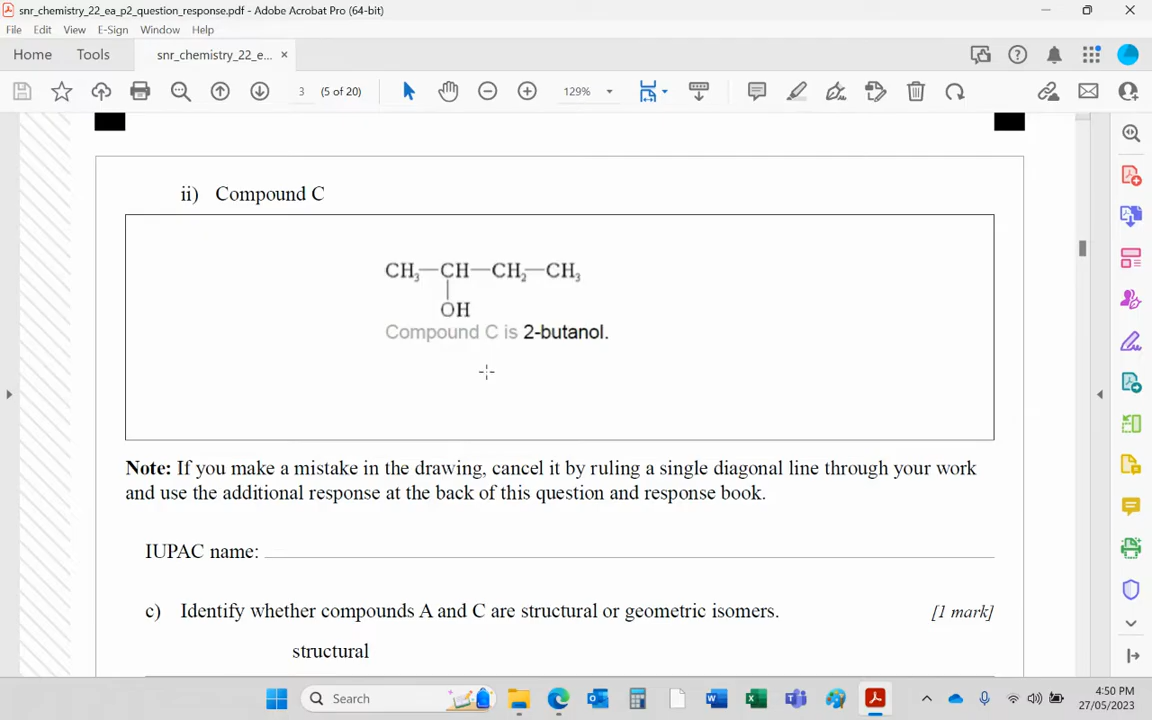 snr_chemistry_22_ea_p2_question_response.pdf - Adobe Acrobat Pro (64-bit)
File Edit View E-Sign Window Help
Home Tools snr_chemistry_22_e... ×
3 (5 of 20) 129%
ii) Compound C
CH₃—CH—CH₂—CH₃
OH
Compound C is 2-butanol.
Note: If you make a mistake in the drawing, cancel it by ruling a single diagonal line through your work
and use the additional response at the back of this question and response book.
IUPAC name:
c) Identify whether compounds A and C are structural or geometric isomers. [1 mark]
structural
Search
4:50 PM
27/05/2023